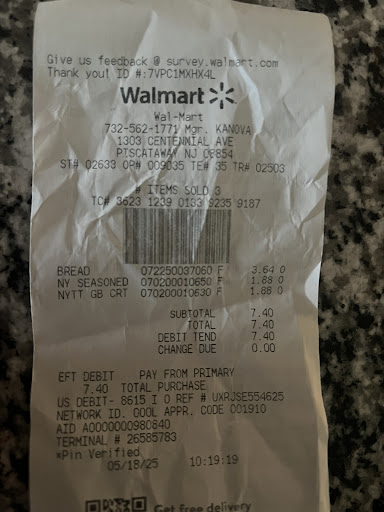 Give us feedback @ survey.walmart.com
Thank you! ID #:7VPC1MXHX4L
Walmart
Wal-Mart
732-562-1771 Mgr. KANOVA
1303 CENTENNIAL AVE
PISCATAWAY NJ 08854
ST# 02633 OP# 009035 TE# 35 TR# 02503
# ITEMS SOLD 3
TC# 3623 1239 0133 9235 9187
BREAD 072250037060 F 3.64 O
NY SEASONED 070200010650 F 1.88 O
NYTT GB CRT 070200010630 F 1.88 O
SUBTOTAL 7.40
TOTAL 7.40
DEBIT TEND 7.40
CHANGE DUE 0.00
EFT DEBIT PAY FROM PRIMARY
7.40 TOTAL PURCHASE
US DEBIT- 8615 I 0 REF # UXRJSE554625
NETWORK ID. 0OOL APPR. CODE 001910
AID A0000000980840
TERMINAL # 26585783
*Pin Verified
05/18/25 10:19:19
Get free delivery